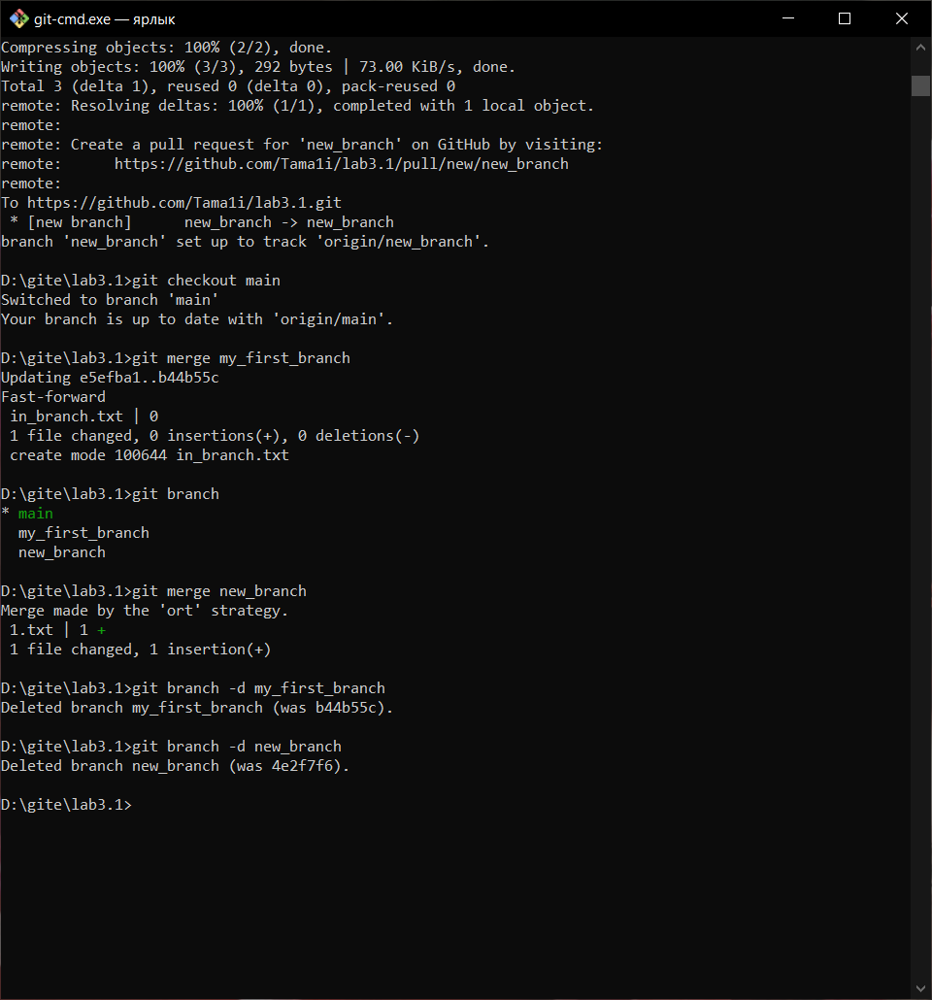 git-cmd.exe — ярлык
Compressing objects: 100% (2/2), done.
Writing objects: 100% (3/3), 292 bytes | 73.00 KiB/s, done.
Total 3 (delta 1), reused 0 (delta 0), pack-reused 0
remote: Resolving deltas: 100% (1/1), completed with 1 local object.
remote:
remote: Create a pull request for 'new_branch' on GitHub by visiting:
remote:      https://github.com/Tama1i/lab3.1/pull/new/new_branch
remote:
To https://github.com/Tama1i/lab3.1.git
 * [new branch]      new_branch -> new_branch
branch 'new_branch' set up to track 'origin/new_branch'.
D:\gite\lab3.1>git checkout main
Switched to branch 'main'
Your branch is up to date with 'origin/main'.
D:\gite\lab3.1>git merge my_first_branch
Updating e5efba1..b44b55c
Fast-forward
 in_branch.txt | 0
 1 file changed, 0 insertions(+), 0 deletions(-)
 create mode 100644 in_branch.txt
D:\gite\lab3.1>git branch
* main
  my_first_branch
  new_branch
D:\gite\lab3.1>git merge new_branch
Merge made by the 'ort' strategy.
 1.txt | 1 +
 1 file changed, 1 insertion(+)
D:\gite\lab3.1>git branch -d my_first_branch
Deleted branch my_first_branch (was b44b55c).
D:\gite\lab3.1>git branch -d new_branch
Deleted branch new_branch (was 4e2f7f6).
D:\gite\lab3.1>